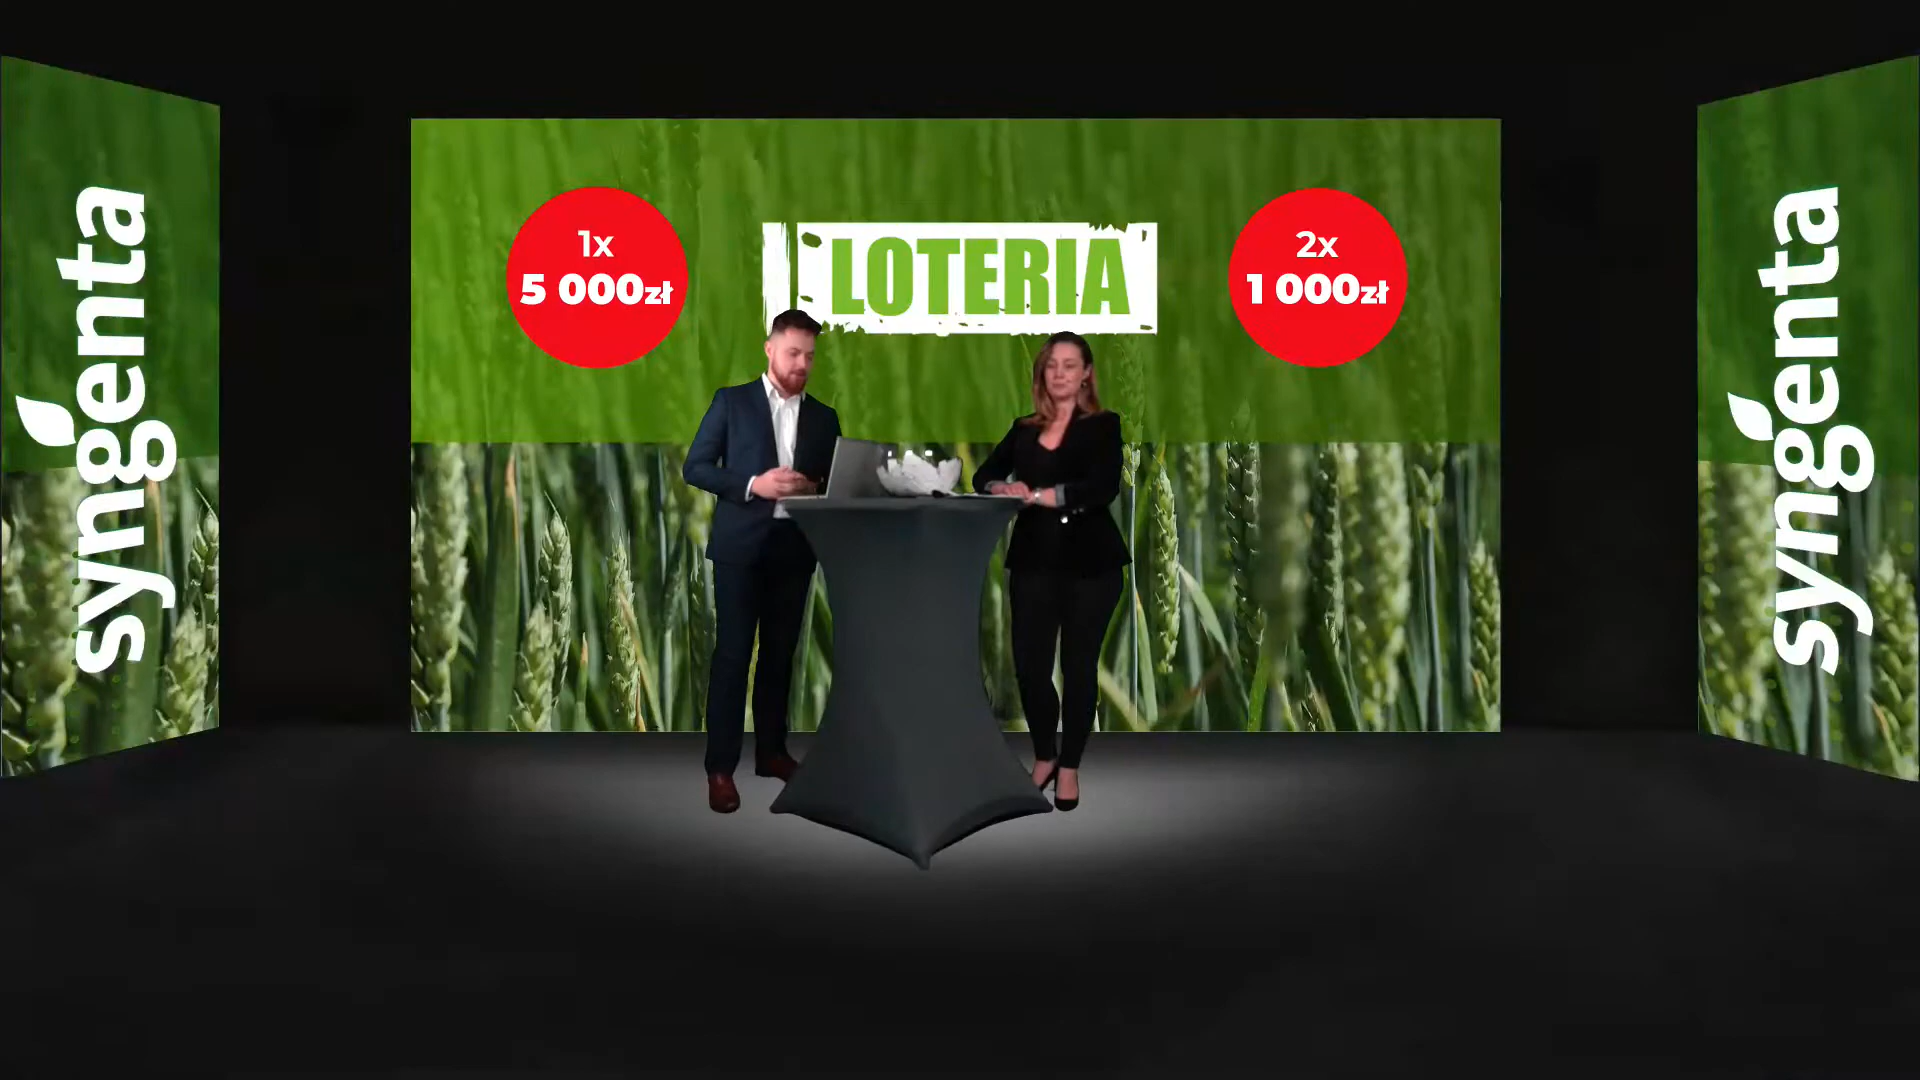 syngenta
1x
5 000zł
LOTERIA
2x
1 000zł
syngenta